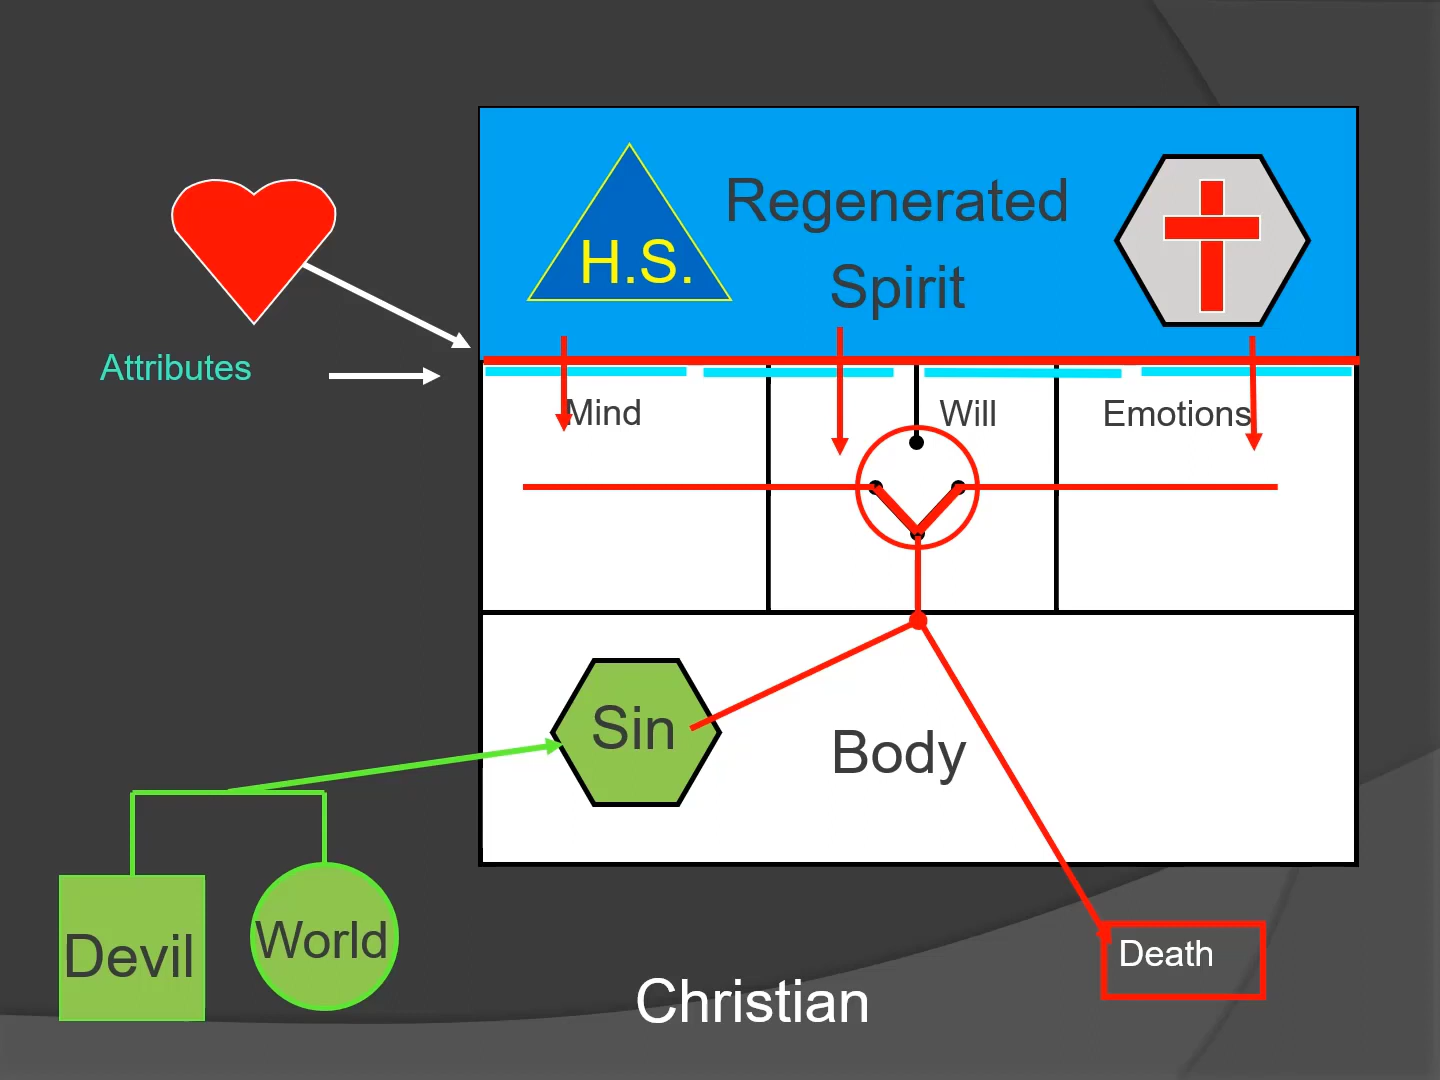 H.S.
Regenerated
Spirit
Attributes
Mind
Will
Emotions
Sin
Body
Devil
World
Death
Christian